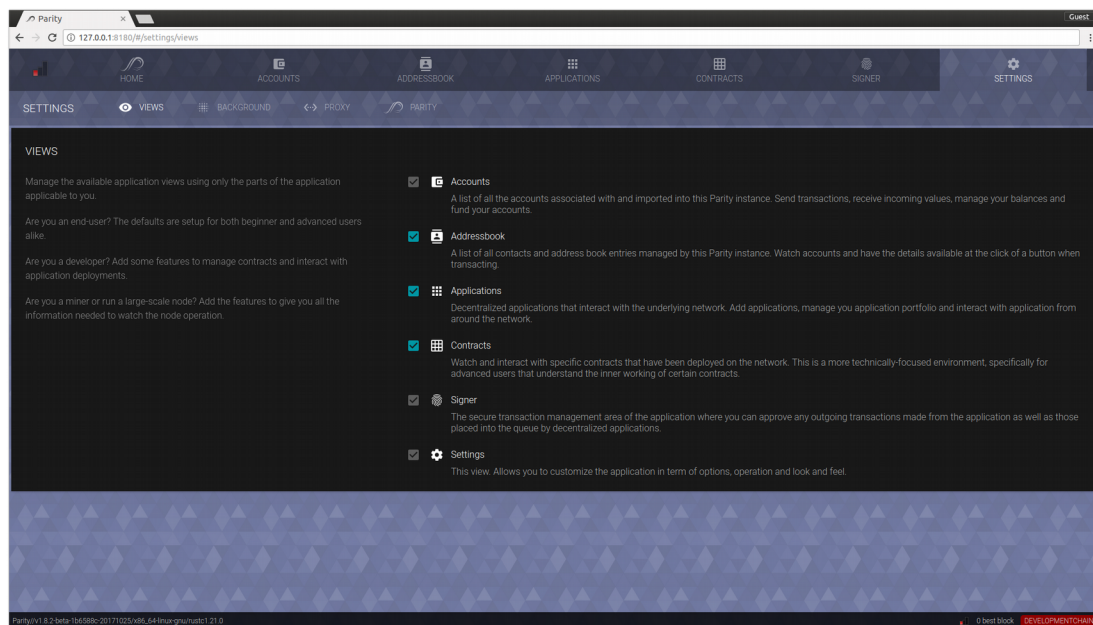 Parity
Guest
127.0.0.1:8180/#/settings/views
HOME
ACCOUNTS
ADDRESSBOOK
APPLICATIONS
CONTRACTS
SIGNER
SETTINGS
SETTINGS
VIEWS
BACKGROUND
PROXY
PARITY
VIEWS
Manage the available application views using only the parts of the application
applicable to you.
Are you an end-user? The defaults are setup for both beginner and advanced users
alike.
Are you a developer? Add some features to manage contracts and interact with
application deployments.
Are you a miner or run a large-scale node? Add the features to give you all the
information needed to watch the node operation.
Accounts
A list of all the accounts associated with and imported into this Parity instance. Send transactions, receive incoming values, manage your balances and
fund your accounts.
Addressbook
A list of all contacts and address book entries managed by this Parity instance. Watch accounts and have the details available at the click of a button when
transacting.
Applications
Decentralized applications that interact with the underlying network. Add applications, manage you application portfolio and interact with application from
around the network.
Contracts
Watch and interact with specific contracts that have been deployed on the network. This is a more technically-focused environment, specifically for
advanced users that understand the inner working of certain contracts.
Signer
The secure transaction management area of the application where you can approve any outgoing transactions made from the application as well as those
placed into the queue by decentralized applications.
Settings
This view. Allows you to customize the application in term of options, operation and look and feel.
Parity//v1.8.2-beta-1b6588c-20171025/x86_64-linux-gnu/rustc1.21.0
0 best block
DEVELOPMENTCHAIN